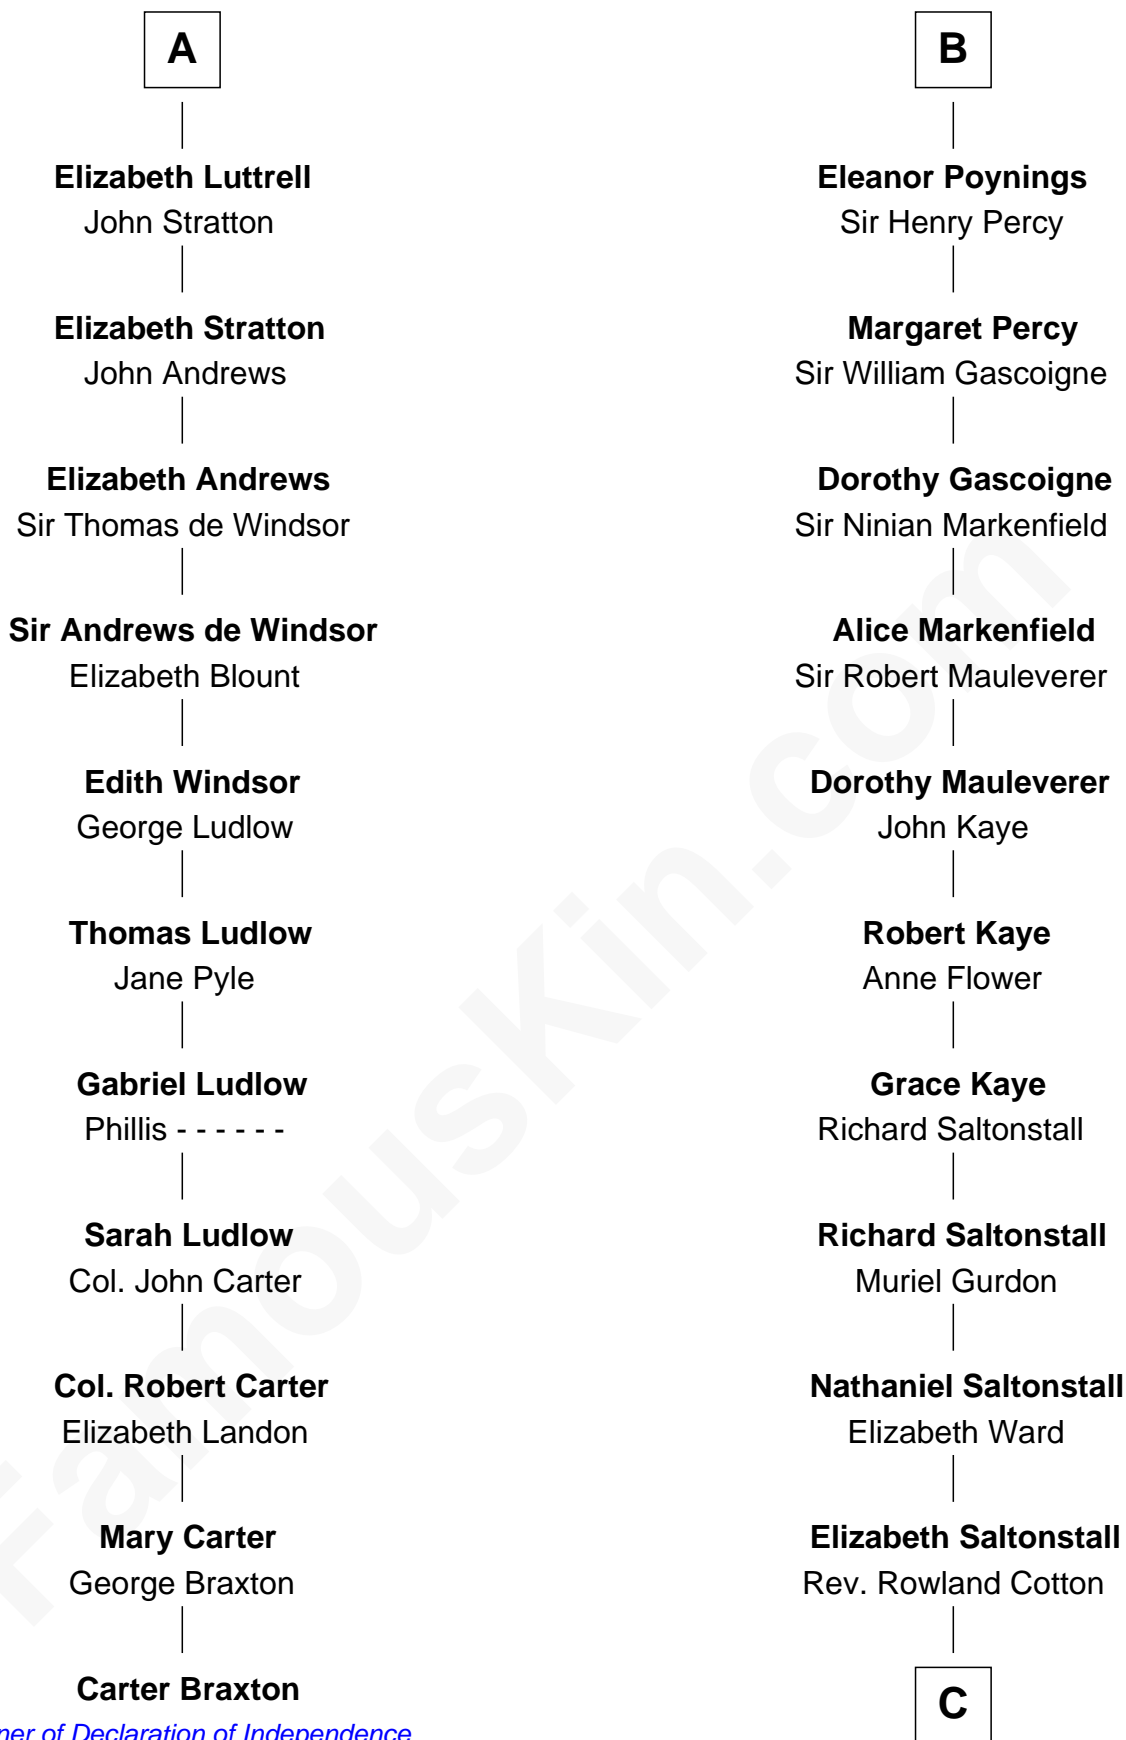 A
Elizabeth Luttrell
John Stratton
Elizabeth Stratton
John Andrews
Elizabeth Andrews
Sir Thomas de Windsor
Sir Andrews de Windsor
Elizabeth Blount
Edith Windsor
George Ludlow
Thomas Ludlow
Jane Pyle
Gabriel Ludlow
Phillis - - - - - -
Sarah Ludlow
Col. John Carter
Col. Robert Carter
Elizabeth Landon
Mary Carter
George Braxton
Carter Braxton
ner of Declaration of Independence
B
Eleanor Poynings
Sir Henry Percy
Margaret Percy
Sir William Gascoigne
Dorothy Gascoigne
Sir Ninian Markenfield
Alice Markenfield
Sir Robert Mauleverer
Dorothy Mauleverer
John Kaye
Robert Kaye
Anne Flower
Grace Kaye
Richard Saltonstall
Richard Saltonstall
Muriel Gurdon
Nathaniel Saltonstall
Elizabeth Ward
Elizabeth Saltonstall
Rev. Rowland Cotton
C
FamousKin.com